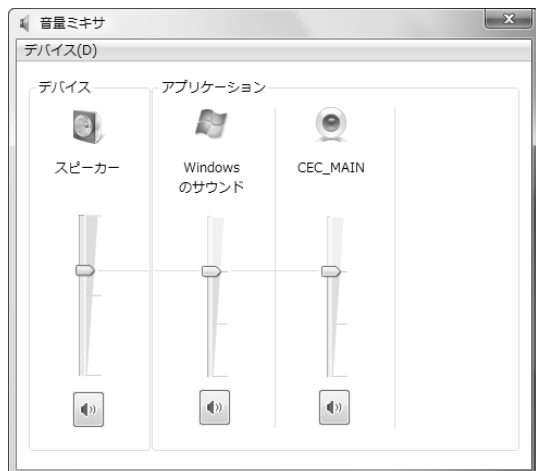 音量ミキサ
デバイス(D)
デバイス
アプリケーション
スピーカー
Windows
のサウンド
CEC_MAIN